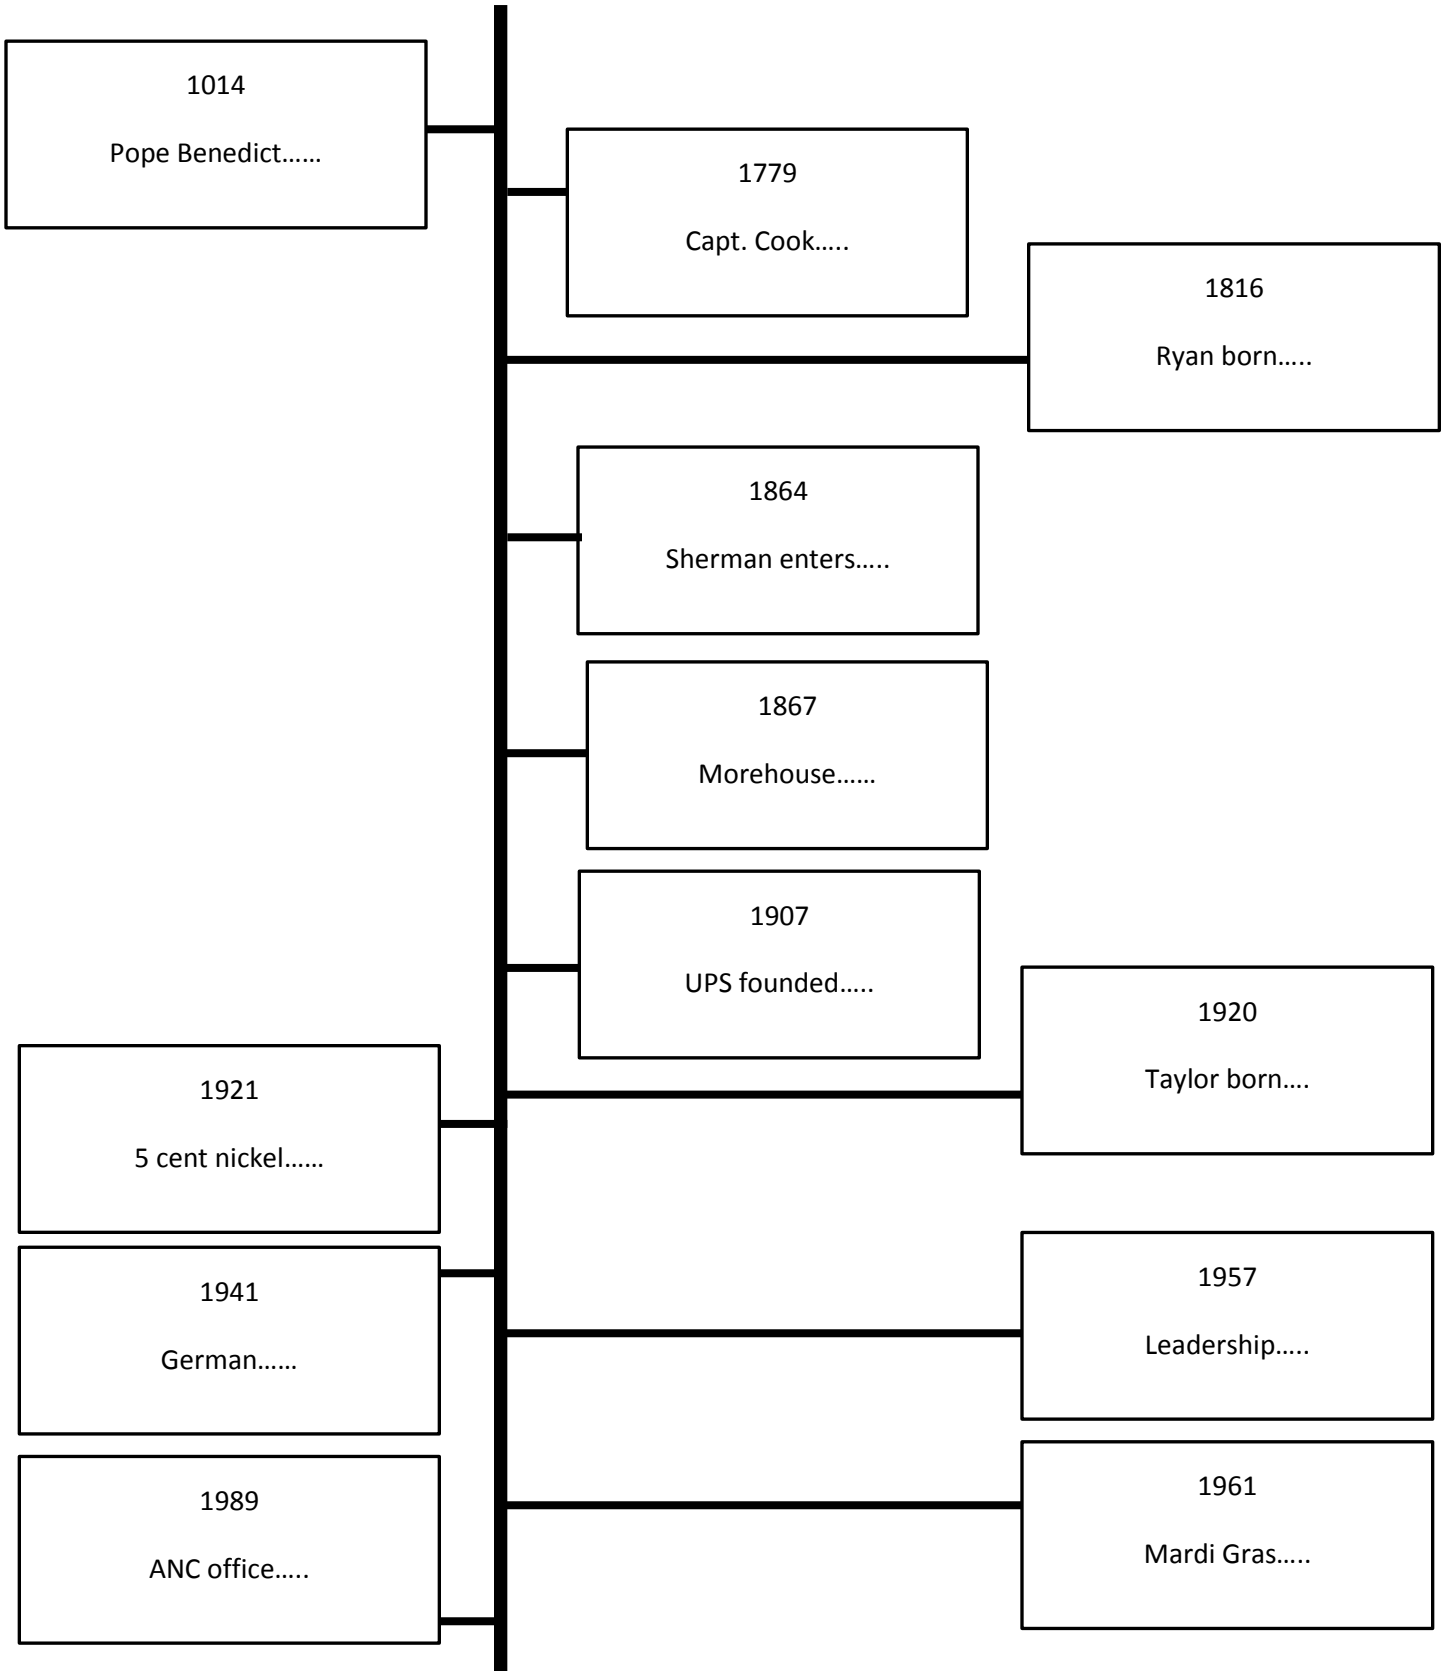 1014
Pope Benedict……
1779
Capt. Cook…..
1816
Ryan born…..
1864
Sherman enters…..
1867
Morehouse……
1907
UPS founded…..
1920
Taylor born….
1921
5 cent nickel……
1941
German……
1957
Leadership…..
1989
ANC office…..
1961
Mardi Gras…..